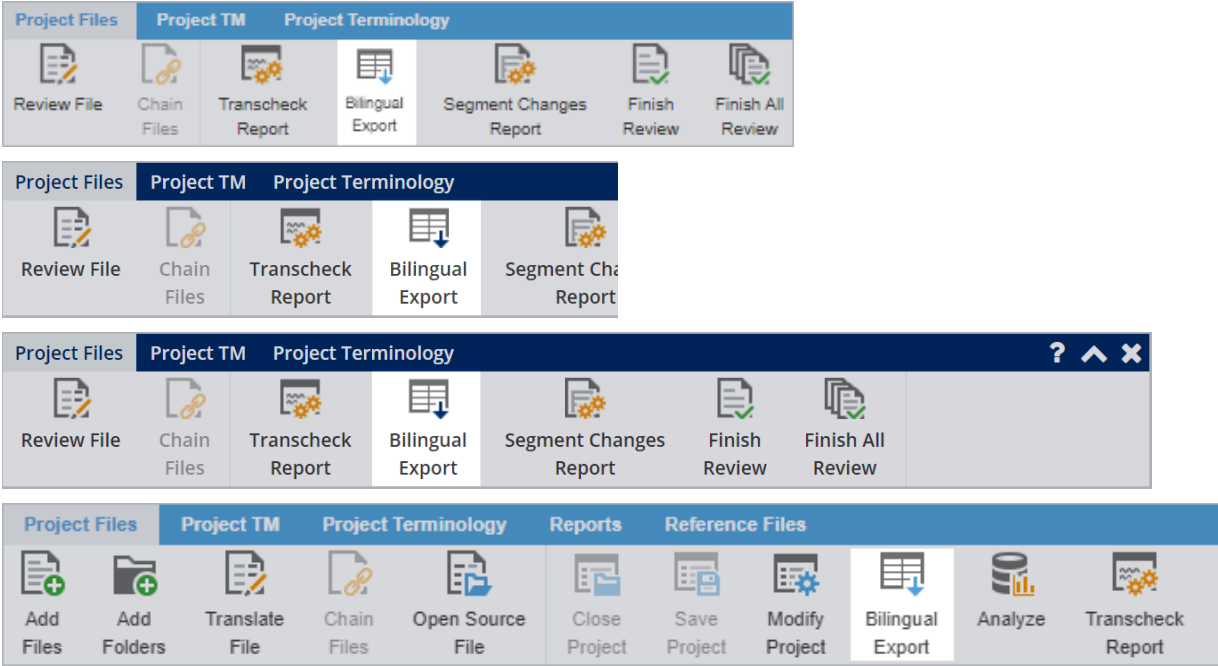 Project Files Project TM Project Terminology
Review File Chain Transcheck Bilingual Segment Changes Finish Finish All
Files Report Export Report Review Review
Project Files Project TM Project Terminology
Review File Chain Transcheck Bilingual Segment Cha
Files Report Export Report
Project Files Project TM Project Terminology ?
Review File Chain Transcheck Bilingual Segment Changes Finish Finish All
Files Report Export Report Review Review
Project Files Project TM Project Terminology Reports Reference Files
Add Add Translate Chain Open Source Close Save Modify Bilingual Analyze Transcheck
Files Folders File Files File Project Project Project Export Report